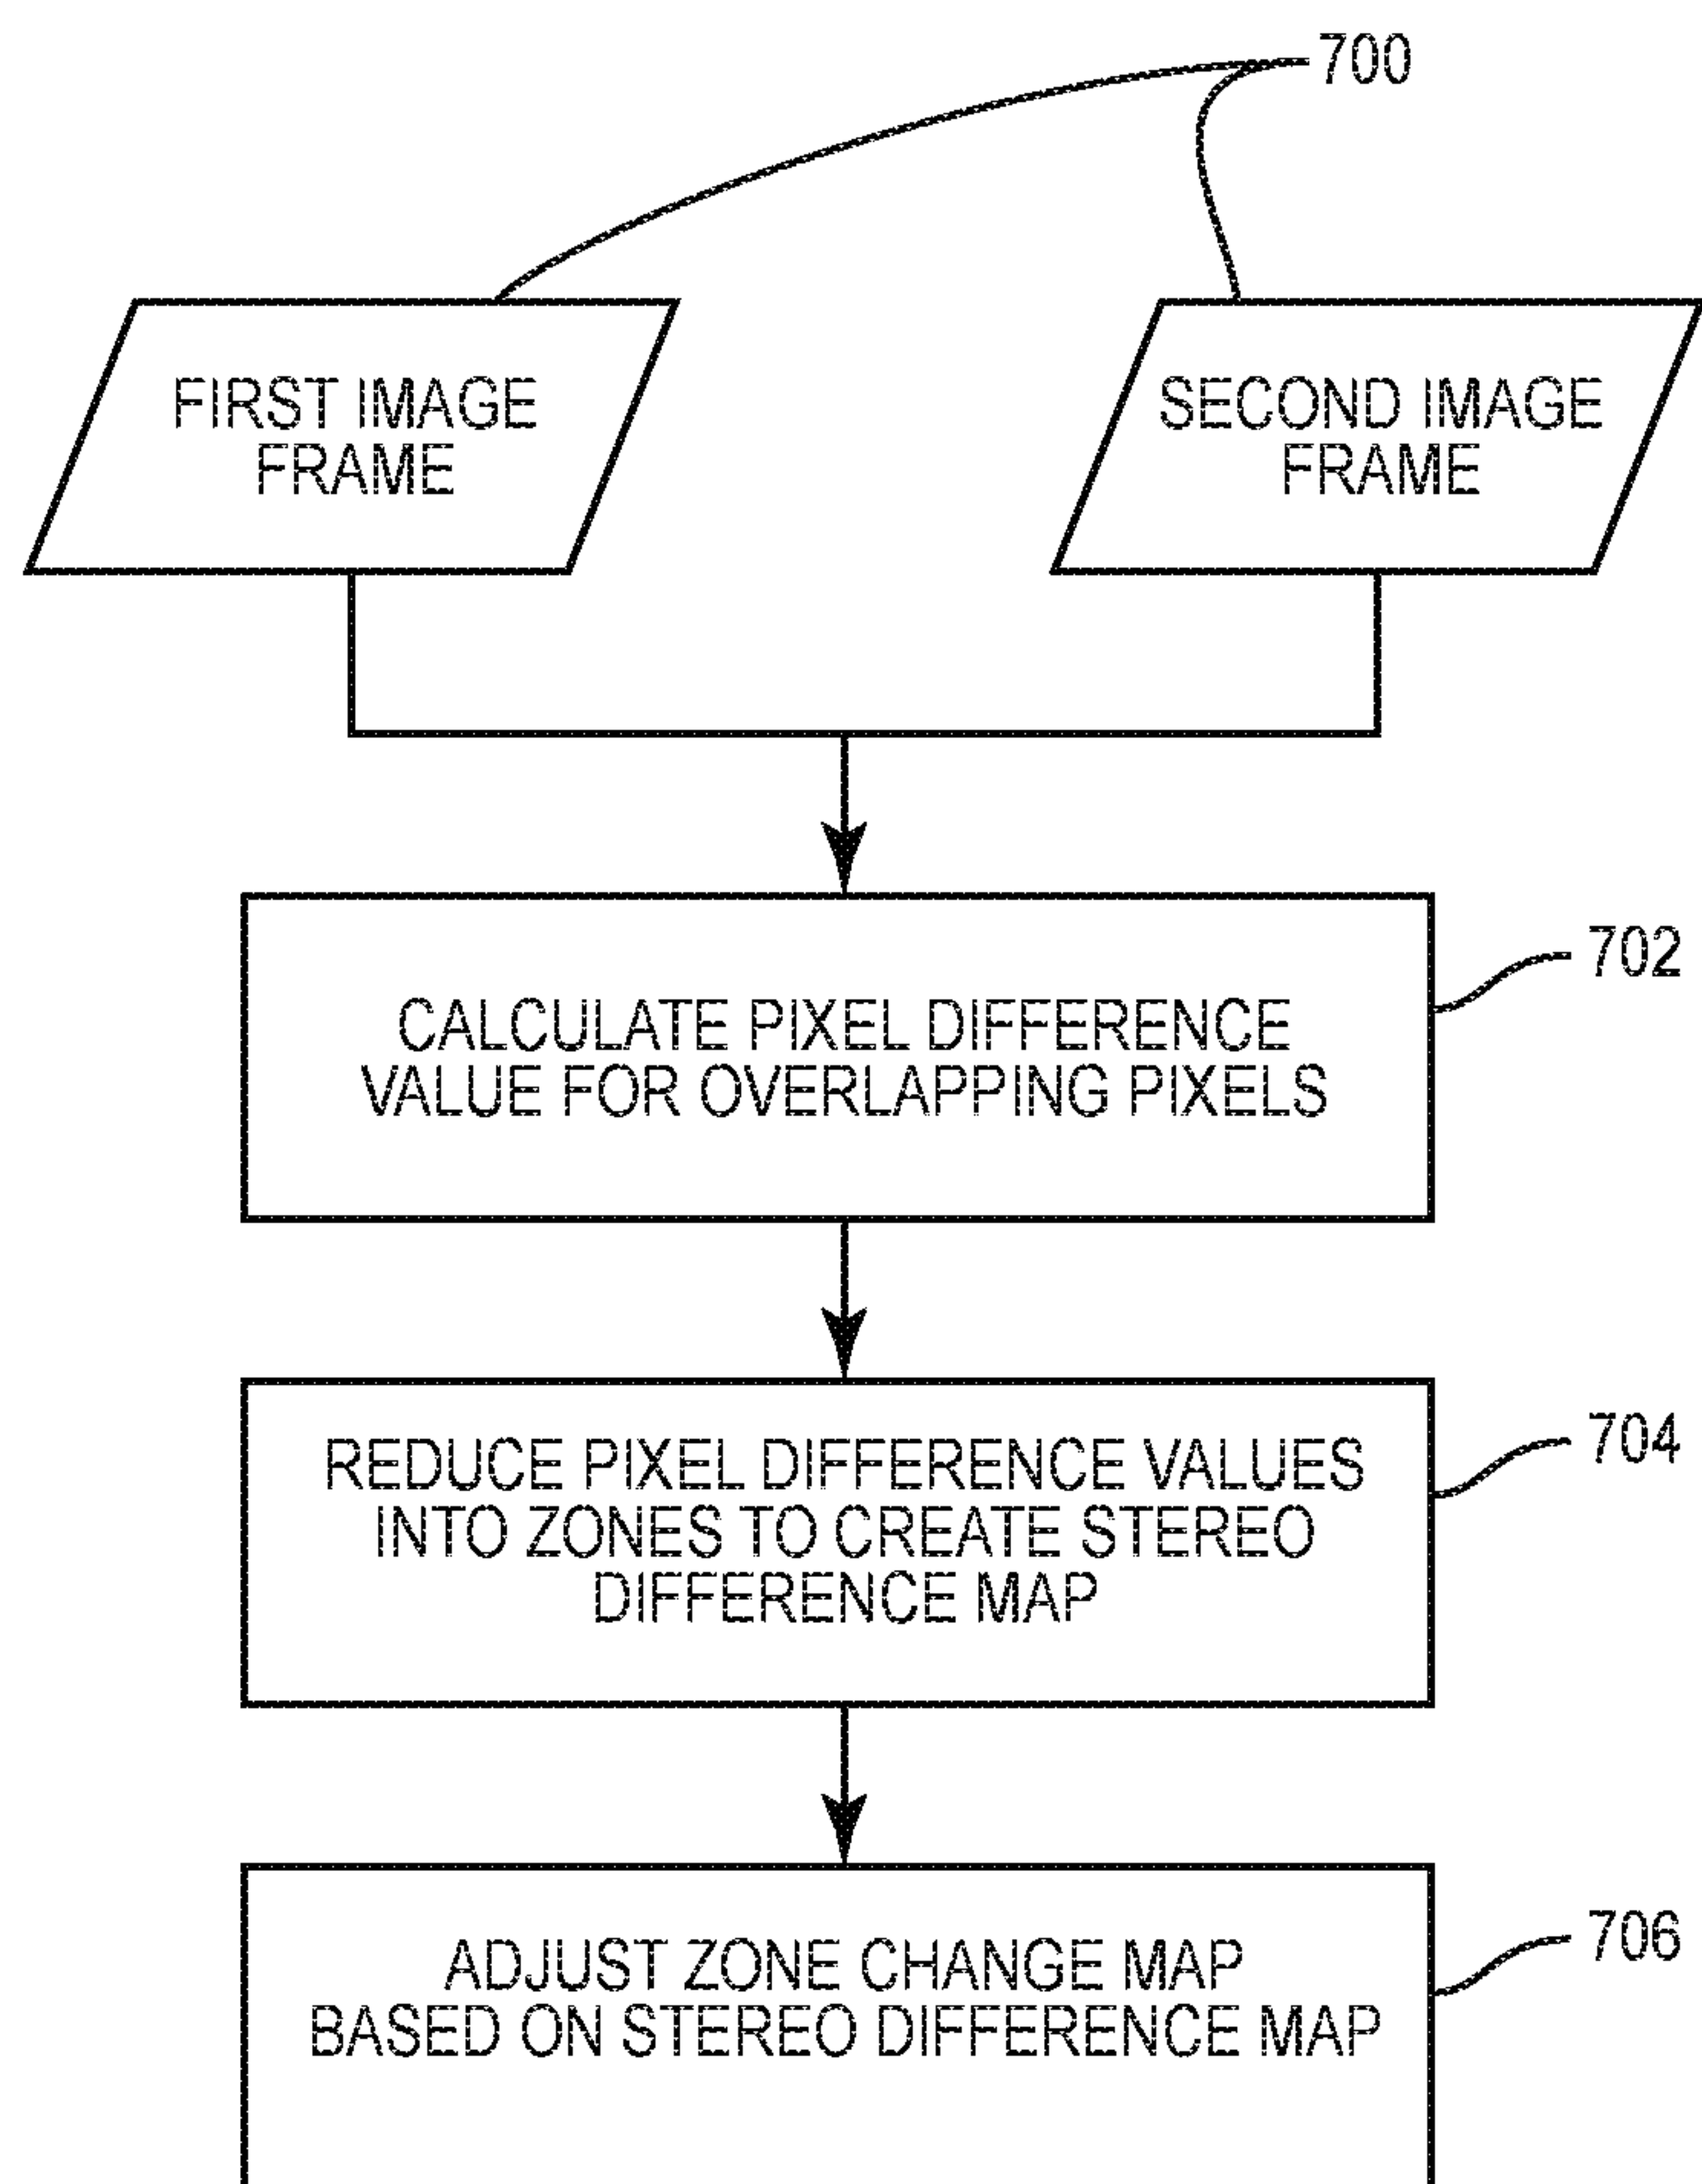 700
FIRST IMAGE
FRAME
SECOND IMAGE
FRAME
702
CALCULATE PIXEL DIFFERENCE
VALUE FOR OVERLAPPING PIXELS
704
REDUCE PIXEL DIFFERENCE VALUES
INTO ZONES TO CREATE STEREO
DIFFERENCE MAP
706
ADJUST ZONE CHANGE MAP
BASED ON STEREO DIFFERENCE MAP